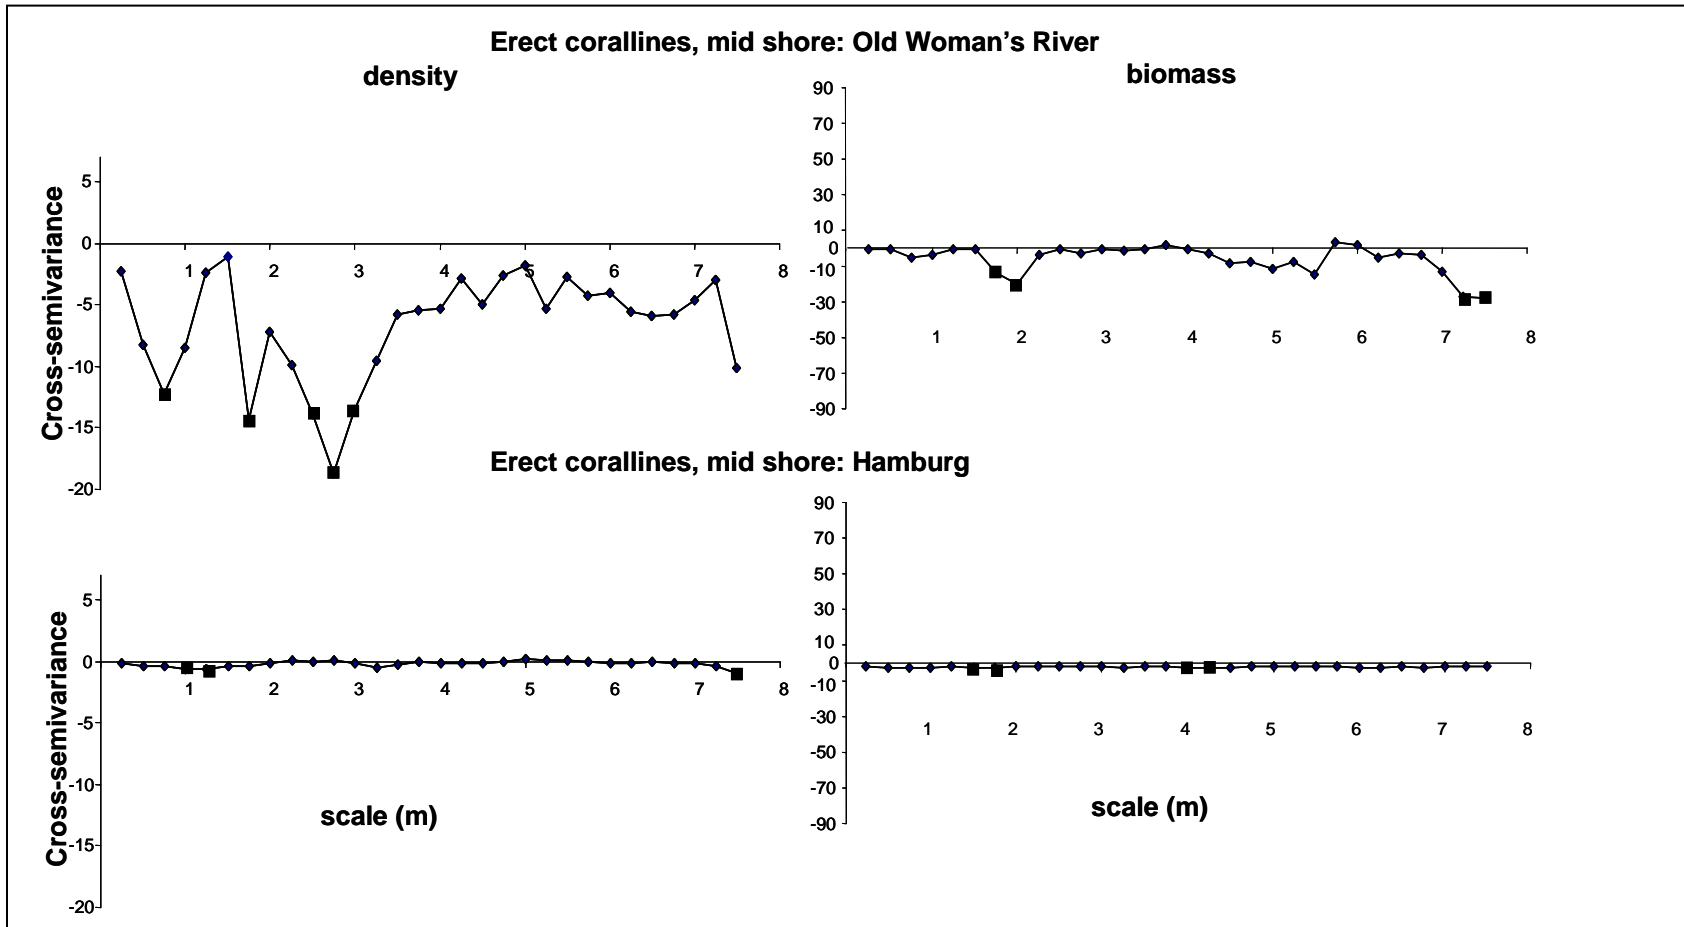 Erect corallines, mid shore: Old Woman's River
density
biomass
Cross-semivariance
5
0
-5
-10
-15
-20
1 2 3 4 5 6 7 8
90
70
50
30
10
0
-10
-30
-50
-70
-90
1 2 3 4 5 6 7 8
Erect corallines, mid shore: Hamburg
Cross-semivariance
5
0
-5
-10
-15
-20
1 2 3 4 5 6 7 8
scale (m)
90
70
50
30
10
0
-10
-30
-50
-70
-90
1 2 3 4 5 6 7 8
scale (m)